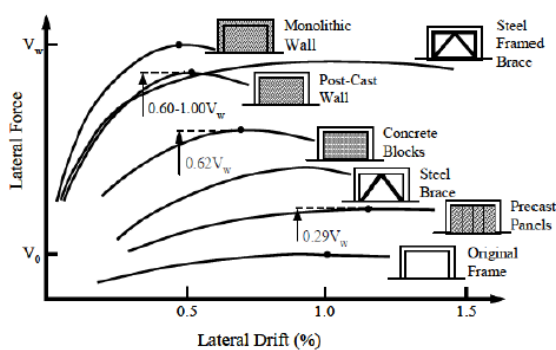 Monolithic
Wall
Steel
Framed
Brace
V_w
Post-Cast
Wall
0.60-1.00V_w
Lateral Force
Concrete
Blocks
0.62V_w
Steel
Brace
Precast
Panels
0.29V_w
V_0
Original
Frame
0.5
1.0
1.5
Lateral Drift (%)